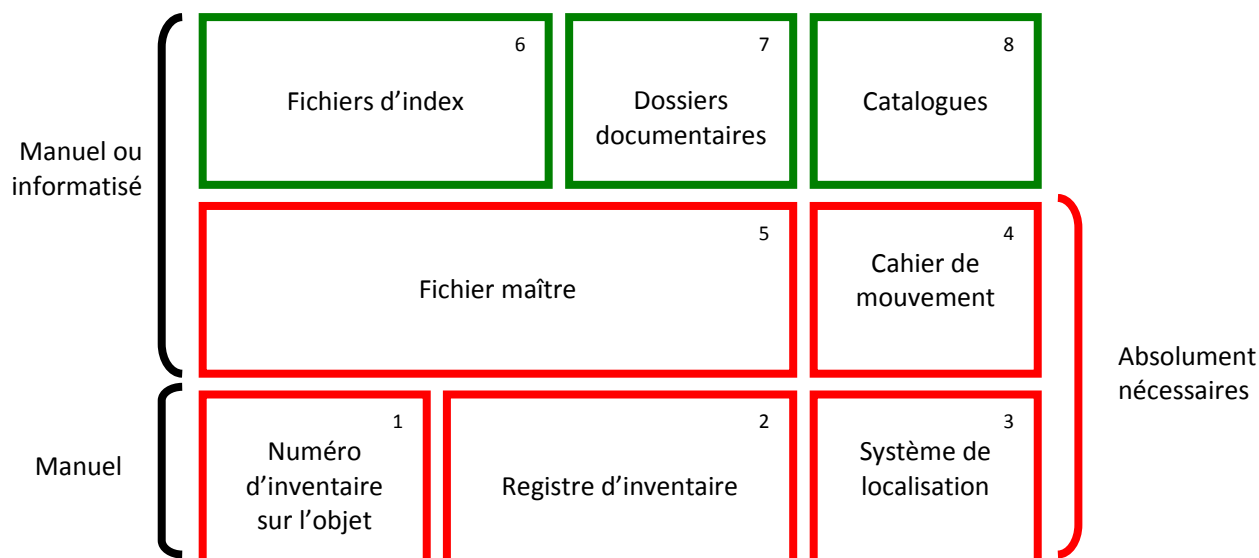 6
Fichiers d’index
7
Dossiers
documentaires
8
Catalogues
Manuel ou
informatisé
5
Fichier maître
4
Cahier de
mouvement
Absolument
nécessaires
Manuel
1
Numéro
d’inventaire
sur l’objet
2
Registre d’inventaire
3
Système de
localisation